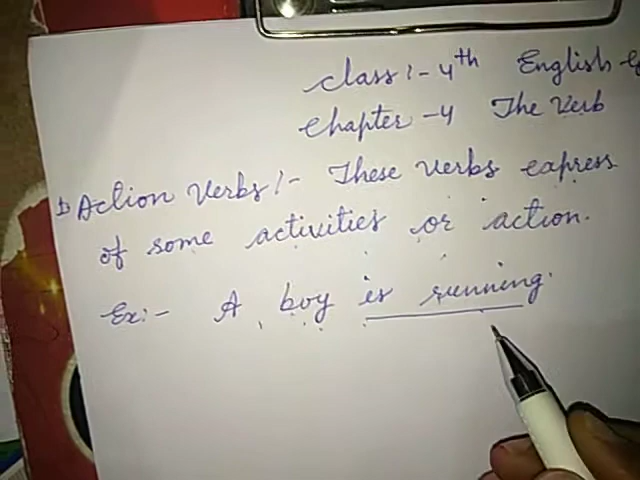 Class:- 4th English
Chapter -4 The Verb
1) Action Verbs:- These verbs express
of some activities or action.
Ex:- A boy is running.